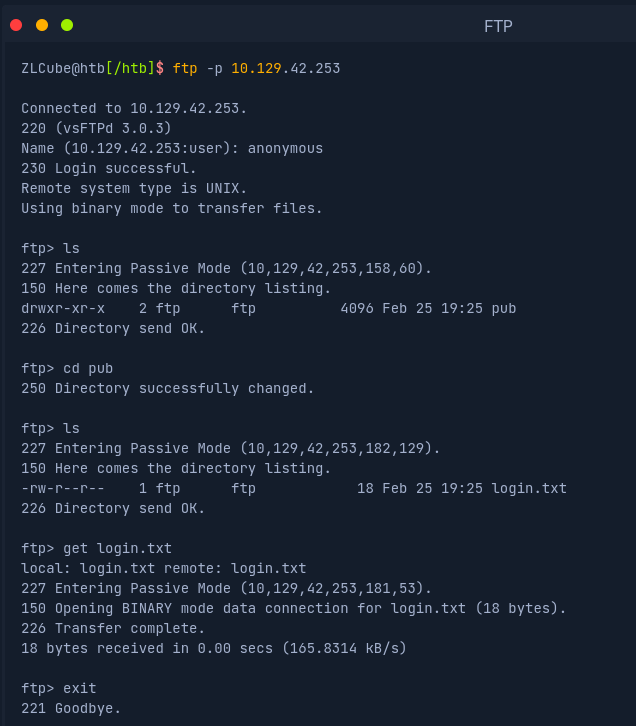 FTP
ZLCube@htb[/htb]$ ftp -p 10.129.42.253
Connected to 10.129.42.253.
220 (vsFTPd 3.0.3)
Name (10.129.42.253:user): anonymous
230 Login successful.
Remote system type is UNIX.
Using binary mode to transfer files.
ftp> ls
227 Entering Passive Mode (10,129,42,253,158,60).
150 Here comes the directory listing.
drwxr-xr-x    2 ftp      ftp          4096 Feb 25 19:25 pub
226 Directory send OK.
ftp> cd pub
250 Directory successfully changed.
ftp> ls
227 Entering Passive Mode (10,129,42,253,182,129).
150 Here comes the directory listing.
-rw-r--r--    1 ftp      ftp            18 Feb 25 19:25 login.txt
226 Directory send OK.
ftp> get login.txt
local: login.txt remote: login.txt
227 Entering Passive Mode (10,129,42,253,181,53).
150 Opening BINARY mode data connection for login.txt (18 bytes).
226 Transfer complete.
18 bytes received in 0.00 secs (165.8314 kB/s)
ftp> exit
221 Goodbye.